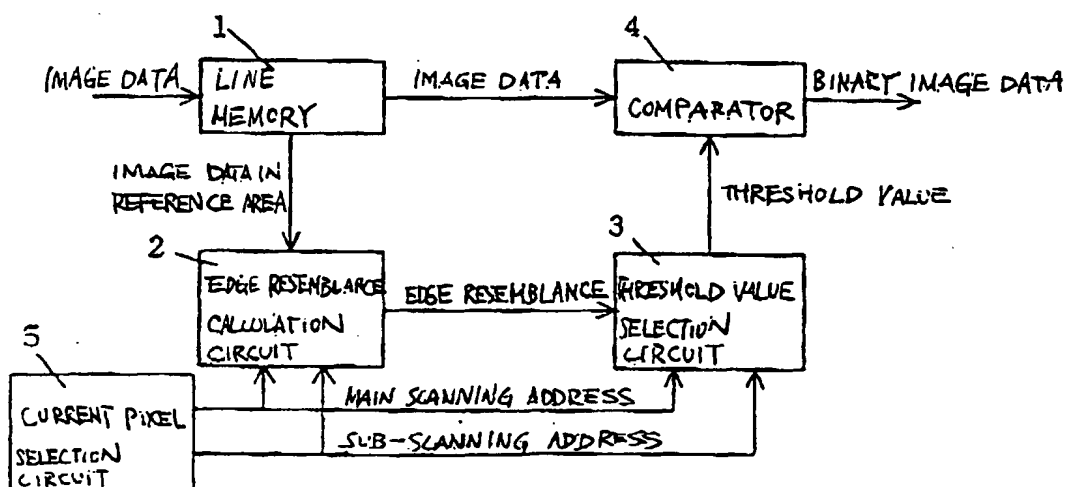 1
4
IMAGE DATA
LINE
MEMORY
IMAGE DATA
COMPARATOR
BINARY IMAGE DATA
IMAGE DATA IN
REFERENCE AREA
THRESHOLD VALUE
2
3
EDGE RESEMBLANCE
CALCULATION
CIRCUIT
EDGE RESEMBLANCE
THRESHOLD VALUE
SELECTION
CIRCUIT
5
CURRENT PIXEL
SELECTION
CIRCUIT
MAIN SCANNING ADDRESS
SUB-SCANNING ADDRESS